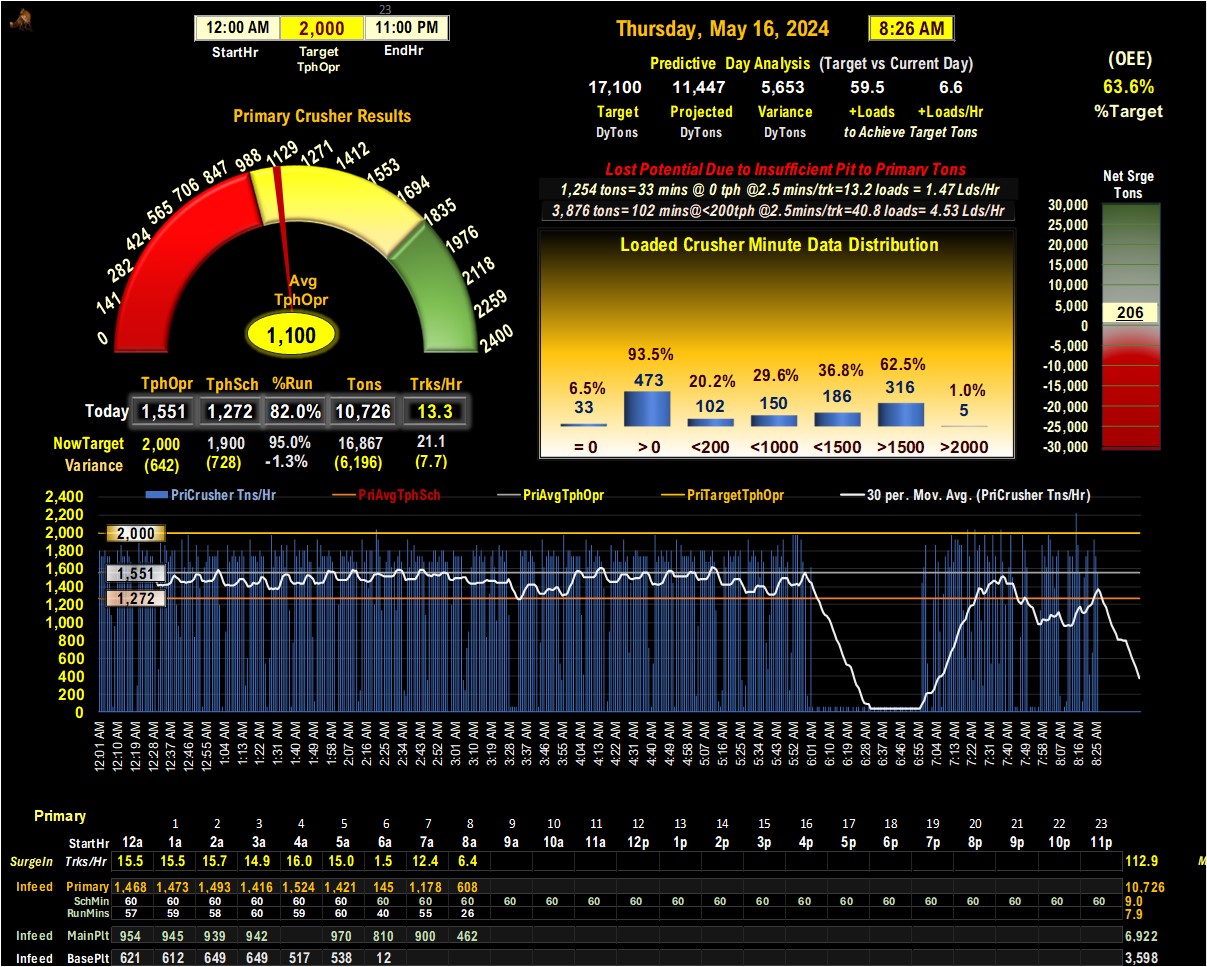 23
12:00 AM 2,000 11:00 PM
StartHr Target TphOpr EndHr
Thursday, May 16, 2024 8:26 AM
Predictive Day Analysis (Target vs Current Day)
17,100 11,447 5,653 59.5 6.6
Target Projected Variance +Loads +Loads/Hr
DyTons DyTons DyTons to Achieve Target Tons
(OEE)
63.6%
%Target
Primary Crusher Results
0 141 282 424 565 706 847 988 1129 1271 1412 1553 1694 1835 1976 2118 2259 2400
Avg
TphOpr
1,100
Lost Potential Due to Insufficient Pit to Primary Tons
1,254 tons=33 mins @ 0 tph @2.5 mins/trk=13.2 loads = 1.47 Lds/Hr
3,876 tons= 102 mins@<200tph @2.5mins/trk=40.8 loads= 4.53 Lds/Hr
Loaded Crusher Minute Data Distribution
6.5% 93.5% 20.2% 29.6% 36.8% 62.5% 1.0%
33 473 102 150 186 316 5
= 0 > 0 <200 <1000 <1500 >1500 >2000
Net Srge
Tons
30,000
25,000
20,000
15,000
10,000
5,000
0
-5,000
-10,000
-15,000
-20,000
-25,000
-30,000
206
TphOpr TphSch %Run Tons Trks/Hr
Today 1,551 1,272 82.0% 10,726 13.3
NowTarget 2,000 1,900 95.0% 16,867 21.1
Variance (642) (728) -1.3% (6,196) (7.7)
PriCrusher Tns/Hr PriAvgTphSch PriAvgTphOpr PriTargetTphOpr 30 per. Mov. Avg. (PriCrusher Tns/Hr)
2,400
2,200
2,000
1,800
1,600
1,400
1,200
1,000
800
600
400
200
0
2,000
1,551
1,272
12:01 AM 12:10 AM 12:19 AM 12:28 AM 12:37 AM 12:46 AM 12:55 AM 1:04 AM 1:13 AM 1:22 AM 1:31 AM 1:40 AM 1:49 AM 1:58 AM 2:07 AM 2:16 AM 2:25 AM 2:34 AM 2:43 AM 2:52 AM 3:01 AM 3:10 AM 3:19 AM 3:28 AM 3:37 AM 3:46 AM 3:55 AM 4:04 AM 4:13 AM 4:22 AM 4:31 AM 4:40 AM 4:49 AM 4:58 AM 5:07 AM 5:16 AM 5:25 AM 5:34 AM 5:43 AM 5:52 AM 6:01 AM 6:10 AM 6:19 AM 6:28 AM 6:37 AM 6:46 AM 6:55 AM 7:04 AM 7:13 AM 7:22 AM 7:31 AM 7:40 AM 7:49 AM 7:58 AM 8:07 AM 8:16 AM 8:25 AM
Primary
1 2 3 4 5 6 7 8 9 10 11 12 13 14 15 16 17 18 19 20 21 22 23
StartHr 12a 1a 2a 3a 4a 5a 6a 7a 8a 9a 10a 11a 12p 1p 2p 3p 4p 5p 6p 7p 8p 9p 10p 11p
SurgeIn Trks/Hr 15.5 15.5 15.7 14.9 16.0 15.0 1.5 12.4 6.4 112.9 M
Infeed Primary 1,468 1,473 1,493 1,416 1,524 1,421 145 1,178 608 10,726
SchMin 60 60 60 60 60 60 60 60 60 60 60 60 60 60 60 60 60 60 60 60 60 60 60 60 9.0
RunMins 57 59 58 60 59 60 40 55 26 7.9
Infeed MainPlt 954 945 939 942 970 810 900 462 6,922
Infeed BasePlt 621 612 649 649 517 538 12 3,598